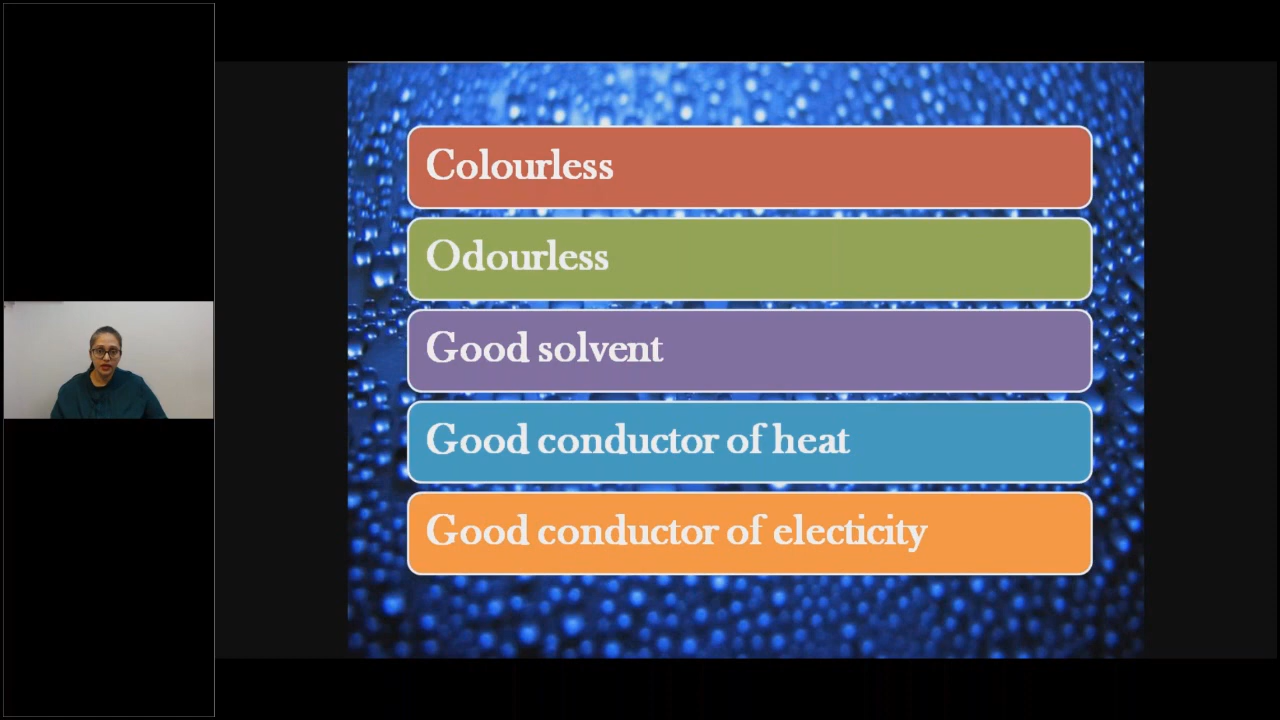 Colourless
Odourless
Good solvent
Good conductor of heat
Good conductor of electicity